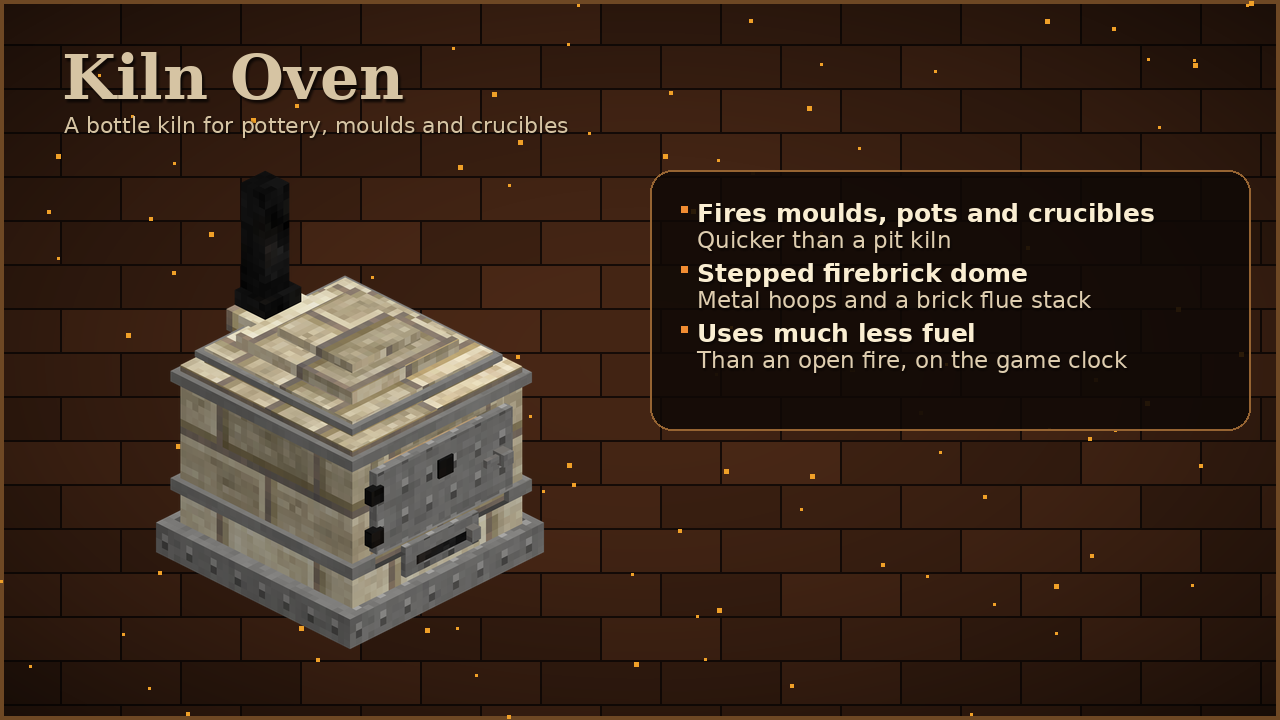 Kiln Oven
A bottle kiln for pottery, moulds and crucibles
Fires moulds, pots and crucibles
Quicker than a pit kiln
Stepped firebrick dome
Metal hoops and a brick flue stack
Uses much less fuel
Than an open fire, on the game clock